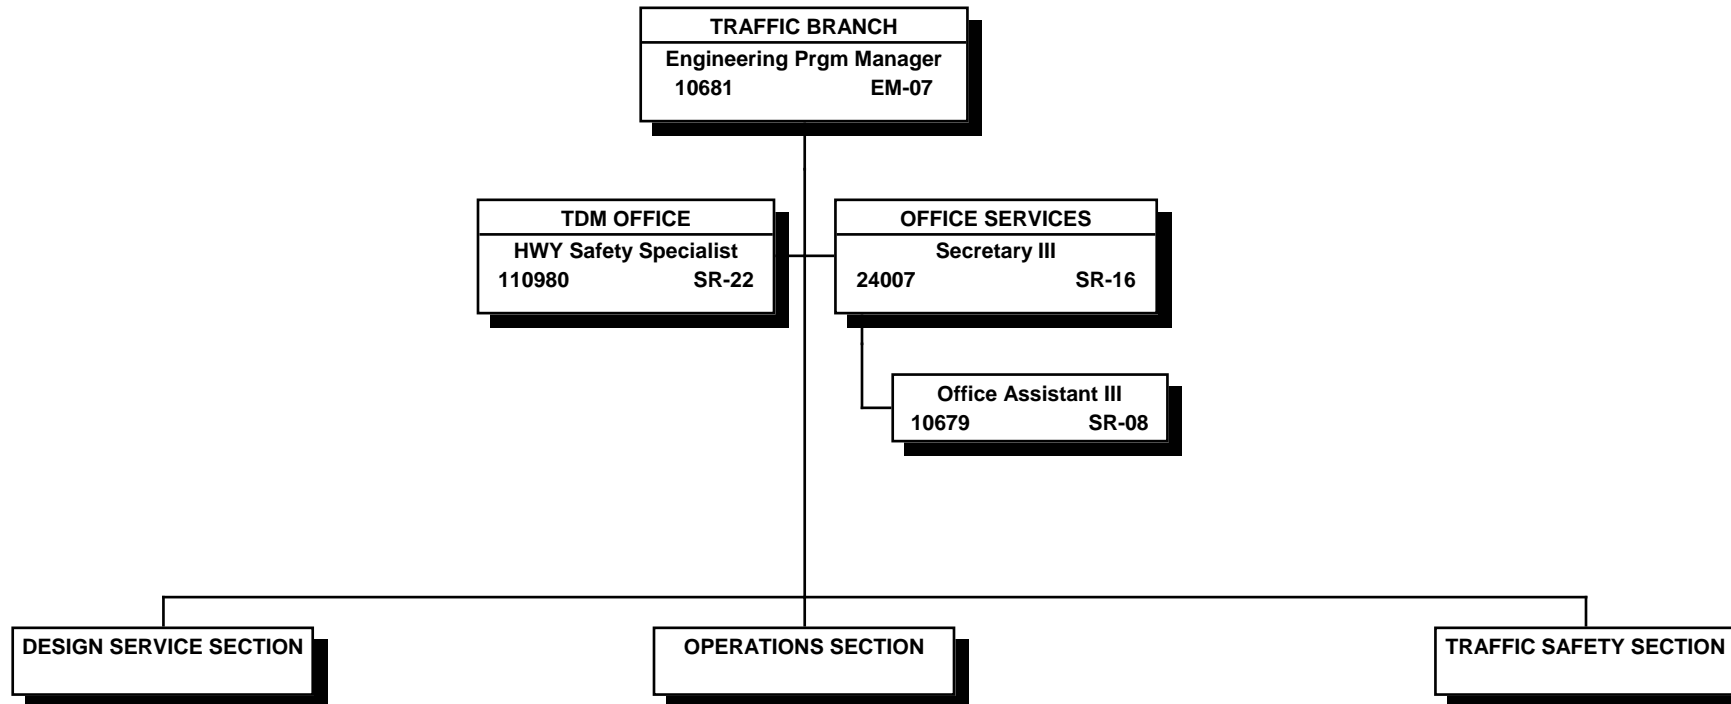 TRAFFIC BRANCH
Engineering Prgm Manager
10681 EM-07
TDM OFFICE
HWY Safety Specialist
110980 SR-22
OFFICE SERVICES
Secretary III
24007 SR-16
Office Assistant III
10679 SR-08
DESIGN SERVICE SECTION
OPERATIONS SECTION
TRAFFIC SAFETY SECTION